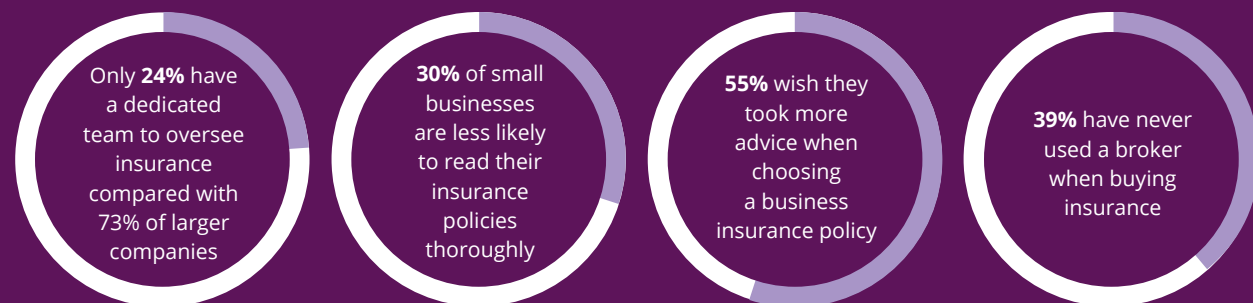 Only 24% have
a dedicated
team to oversee
insurance
compared with
73% of larger
companies
30% of small
businesses
are less likely
to read their
insurance
policies
thoroughly
55% wish they
took more
advice when
choosing
a business
insurance policy
39% have never
used a broker
when buying
insurance